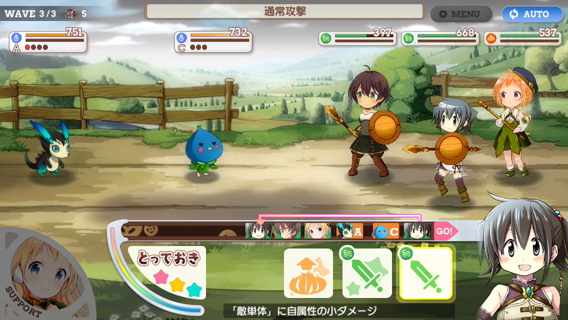 WAVE 3/3 5
通常攻撃
MENU
AUTO
751
A
732
C
397
668
537
A
C
GO!
とっておき
SUPPORT
「敵単体」に自属性の小ダメージ